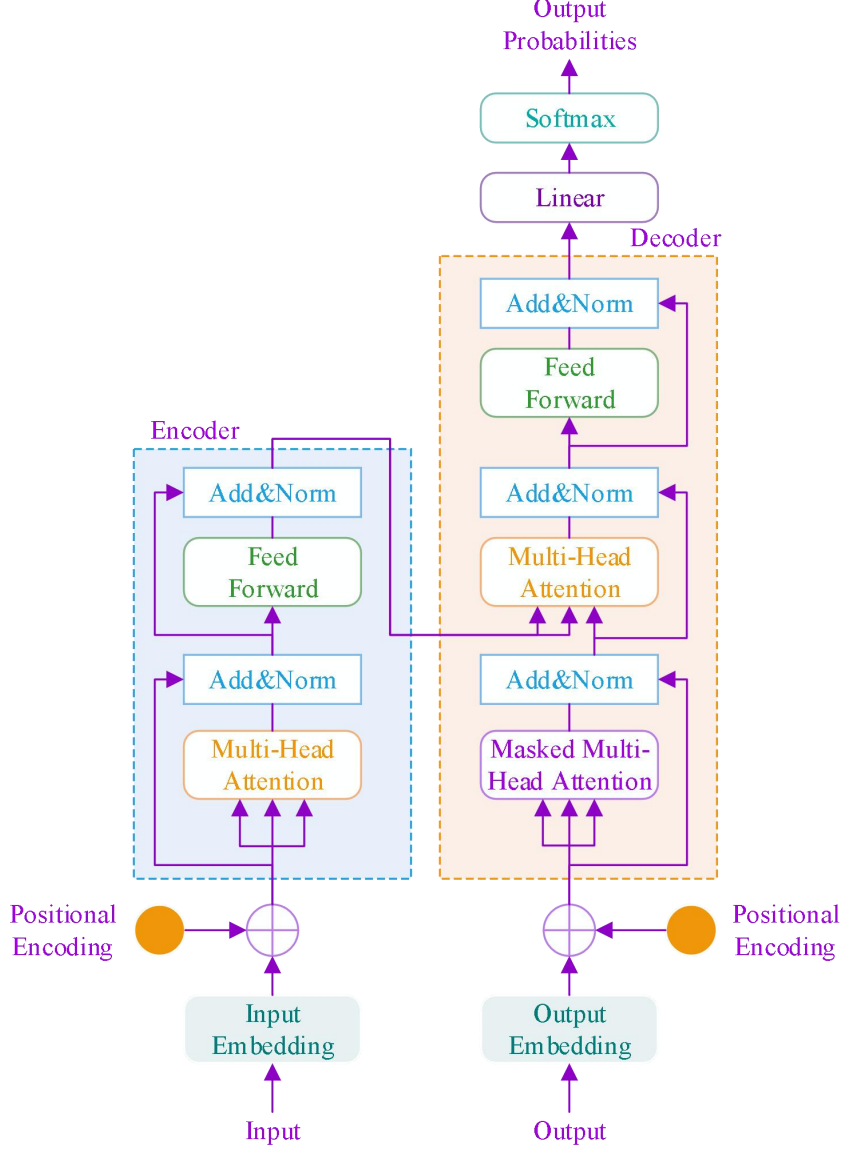 Output
Probabilities
Softmax
Linear
Decoder
Add&Norm
Feed
Forward
Add&Norm
Multi-Head
Attention
Add&Norm
Masked Multi-
Head Attention
Encoder
Add&Norm
Feed
Forward
Add&Norm
Multi-Head
Attention
Positional
Encoding
Positional
Encoding
Input
Embedding
Output
Embedding
Input
Output